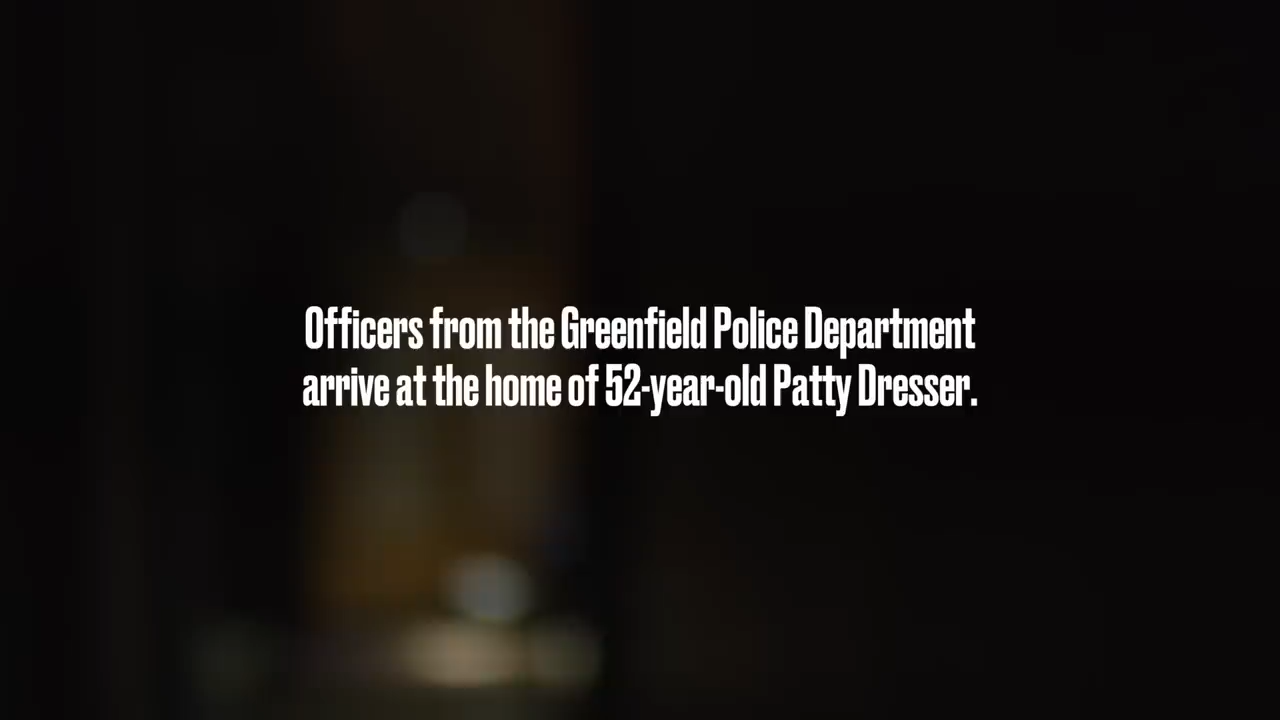 Officers from the Greenfield Police Department
arrive at the home of 52-year-old Patty Dresser.